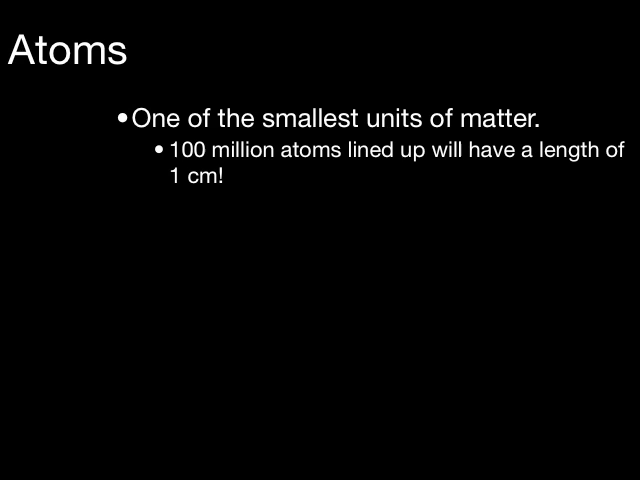 Atoms
•One of the smallest units of matter.
•100 million atoms lined up will have a length of
1 cm!